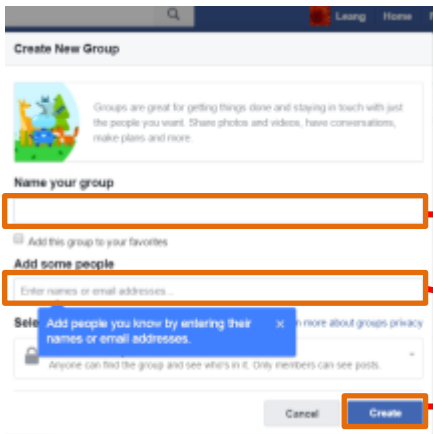 Leang Home
Create New Group
Groups are great for getting things done and staying in touch with just
the people you want. Share photos and videos, have conversations,
make plans and more.
Name your group
Add this group to your favorites
Add some people
Enter names or email addresses...
Add people you know by entering their ×
names or email addresses.
Sele
n more about groups privacy
Anyone can find the group and see who's in it. Only members can see posts.
Cancel Create